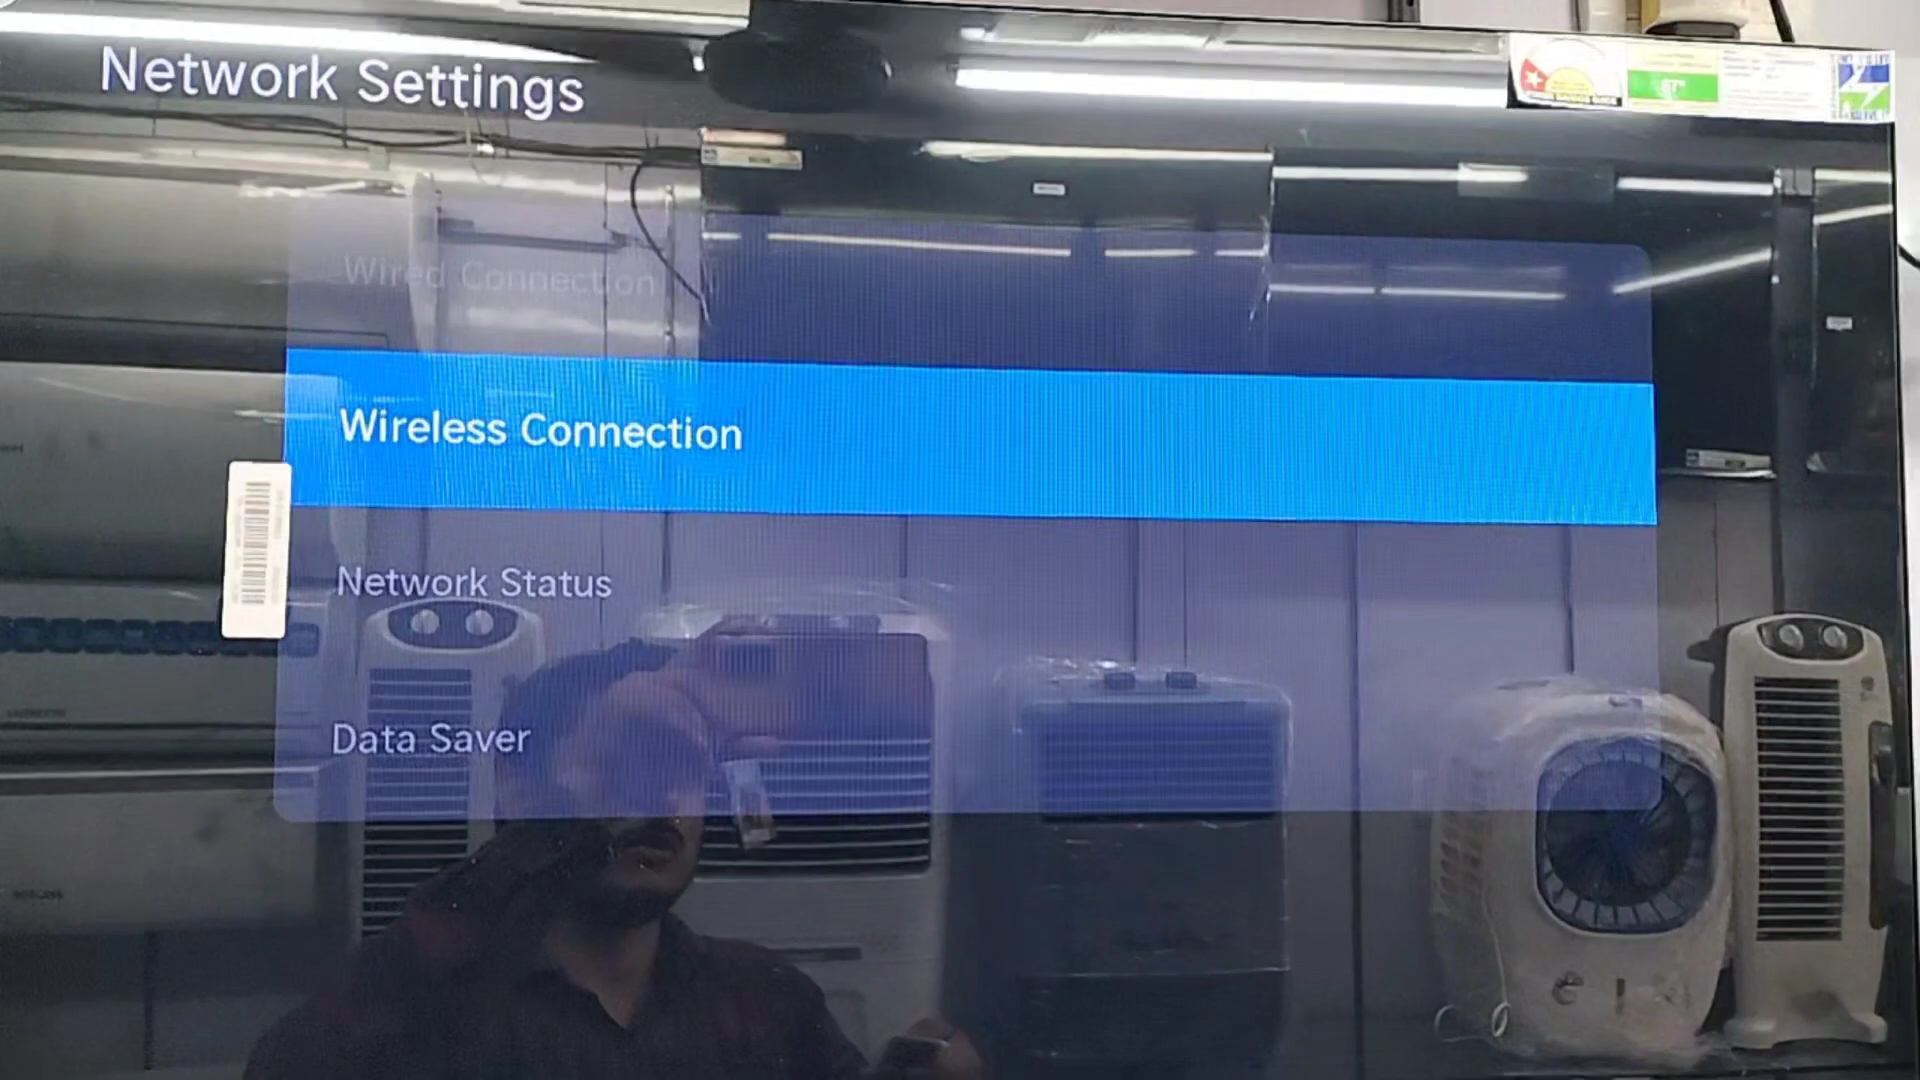 Network Settings
Wired Connection
Wireless Connection
Network Status
Data Saver